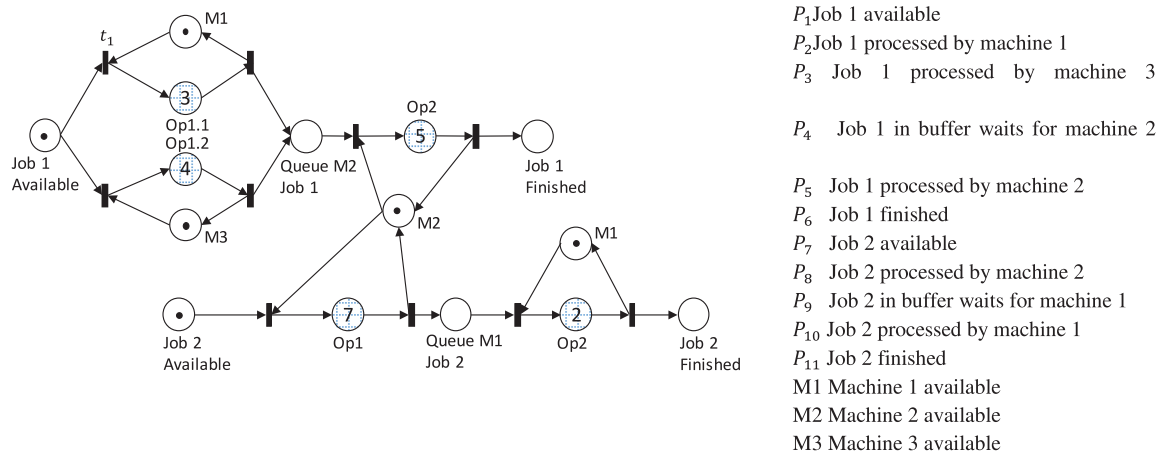 M1
t1
3
Op1.1
Op1.2
4
Job 1
Available
M3
Queue M2
Job 1
Op2
5
Job 1
Finished
M2
M1
Job 2
Available
7
Op1
Queue M1
Job 2
2
Op2
Job 2
Finished
P1Job 1 available
P2Job 1 processed by machine 1
P3 Job 1 processed by machine 3
P4 Job 1 in buffer waits for machine 2
P5 Job 1 processed by machine 2
P6 Job 1 finished
P7 Job 2 available
P8 Job 2 processed by machine 2
P9 Job 2 in buffer waits for machine 1
P10 Job 2 processed by machine 1
P11 Job 2 finished
M1 Machine 1 available
M2 Machine 2 available
M3 Machine 3 available